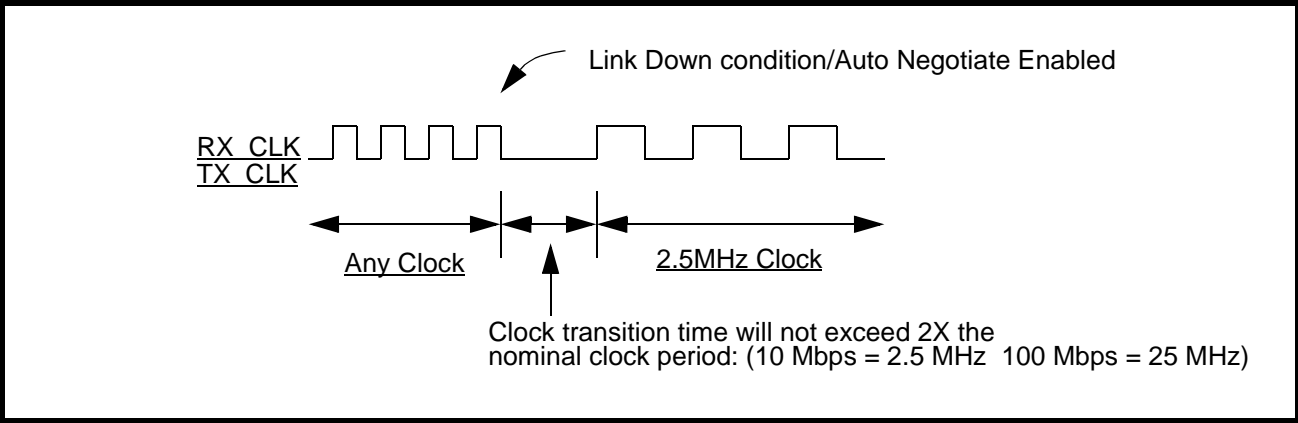 Link Down condition/Auto Negotiate Enabled
RX_CLK
TX_CLK
Any Clock
2.5MHz Clock
Clock transition time will not exceed 2X the
nominal clock period: (10 Mbps = 2.5 MHz  100 Mbps = 25 MHz)